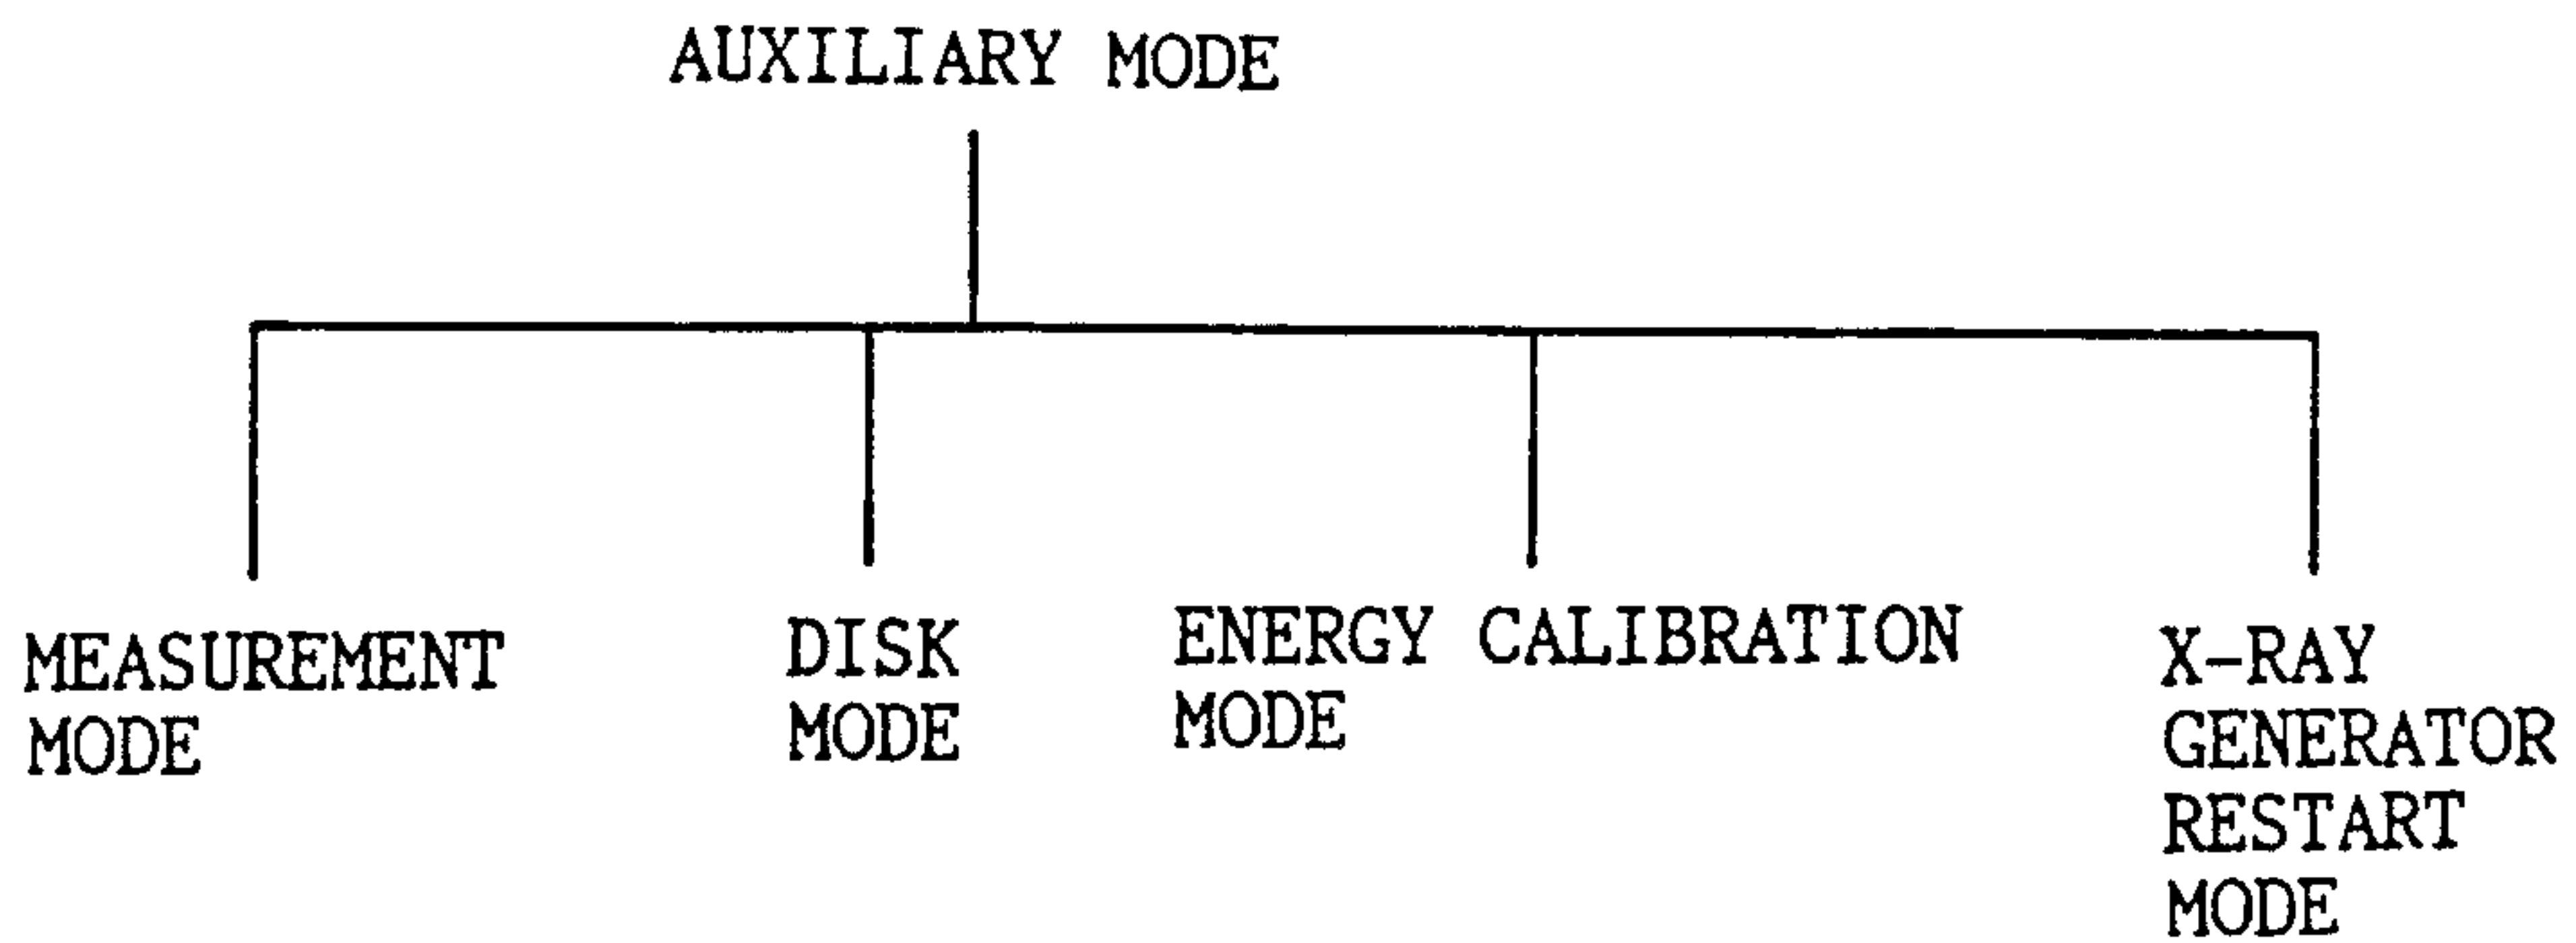 AUXILIARY MODE
MEASUREMENT
MODE
DISK
MODE
ENERGY CALIBRATION
MODE
X-RAY
GENERATOR
RESTART
MODE